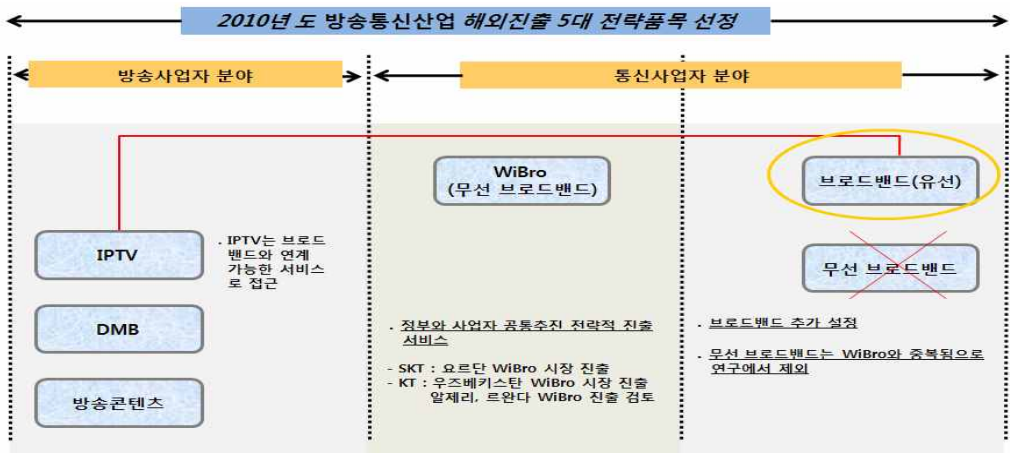 2010년 도 방송통신산업 해외진출 5대 전략품목 선정
방송사업자 분야
통신사업자 분야
IPTV
DMB
방송콘텐츠
. IPTV는 브로드
밴드와 연계
가능한 서비스
로 접근
WiBro
(무선 브로드밴드)
. 정부와 사업자 공통추진 전략적 진출
서비스
- SKT : 요르단 WiBro 시장 진출
- KT : 우즈베키스탄 WiBro 시장 진출
알제리, 르완다 WiBro 진출 검토
브로드밴드(유선)
무선 브로드밴드
. 브로드밴드 추가 설정
. 무선 브로드밴드는 WiBro와 중복됨으로
연구에서 제외